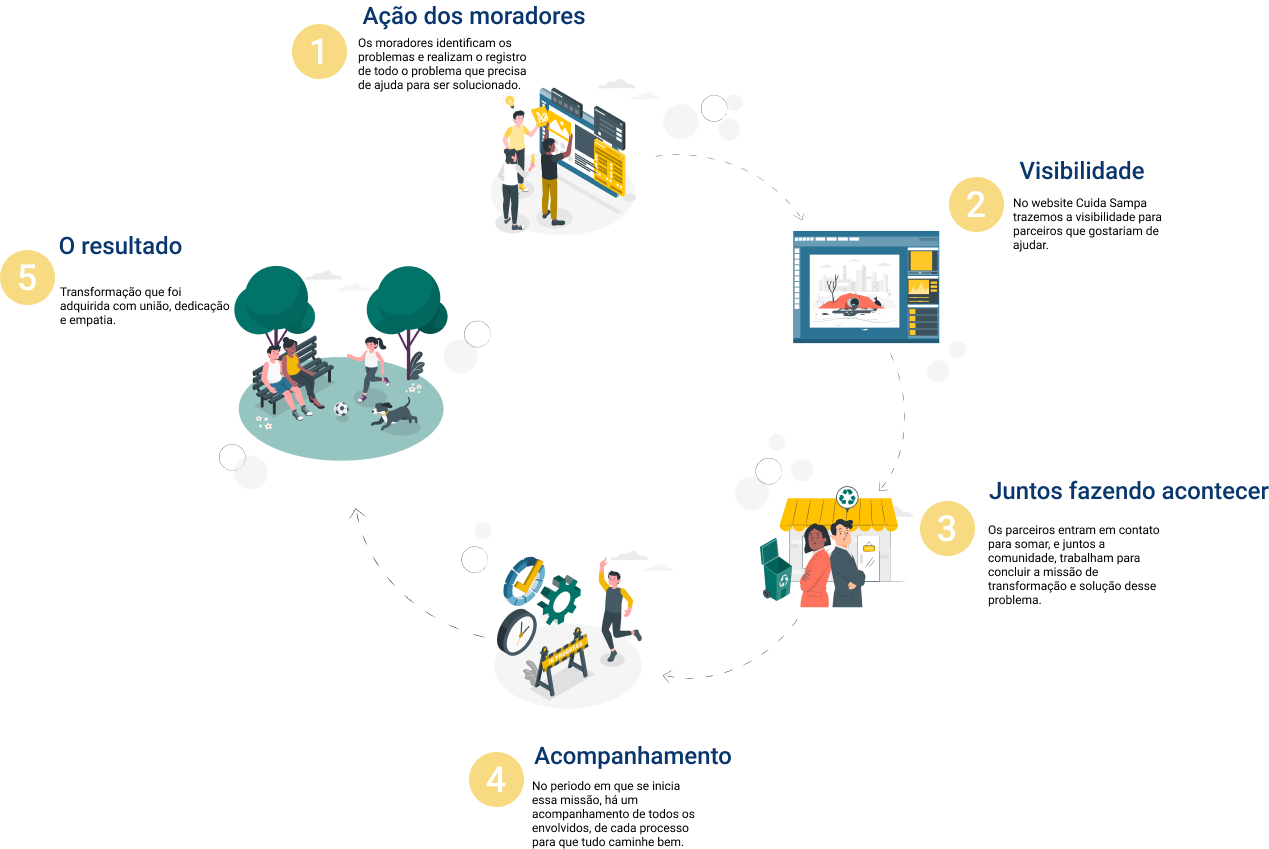 1
Ação dos moradores
Os moradores identificam os
problemas e realizam o registro
de todo o problema que precisa
de ajuda para ser solucionado.
2
Visibilidade
No website Cuida Sampa
trazemos a visibilidade para
parceiros que gostariam de
ajudar.
3
Juntos fazendo acontecer
Os parceiros entram em contato
para somar, e juntos a
comunidade, trabalham para
concluir a missão de
transformação e solução desse
problema.
4
Acompanhamento
No periodo em que se inicia
essa missão, há um
acompanhamento de todos os
envolvidos, de cada processo
para que tudo caminhe bem.
IN PROGRESS
5
O resultado
Transformação que foi
adquirida com união, dedicação
e empatia.